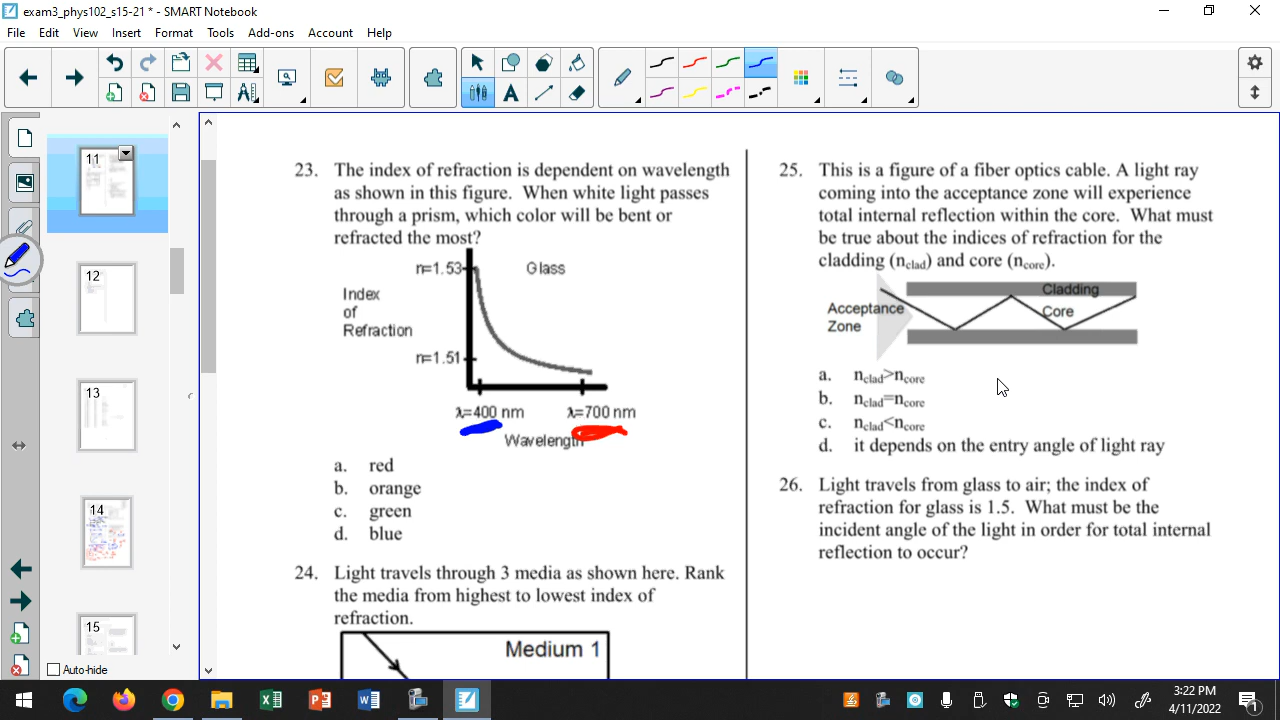 exam3_phys102_s15-21 * - SMART Notebook
File Edit View Insert Format Tools Add-ons Account Help
11
12
13
14
15
Auto-hide
23. The index of refraction is dependent on wavelength
as shown in this figure. When white light passes
through a prism, which color will be bent or
refracted the most?
n=1.53
Glass
Index
of
Refraction
n=1.51
λ=400 nm λ=700 nm
Wavelength
a. red
b. orange
c. green
d. blue
24. Light travels through 3 media as shown here. Rank
the media from highest to lowest index of
refraction.
Medium 1
25. This is a figure of a fiber optics cable. A light ray
coming into the acceptance zone will experience
total internal reflection within the core. What must
be true about the indices of refraction for the
cladding (nclad) and core (ncore).
Cladding
Acceptance
Zone
Core
a. nclad>ncore
b. nclad=ncore
c. nclad<ncore
d. it depends on the entry angle of light ray
26. Light travels from glass to air; the index of
refraction for glass is 1.5. What must be the
incident angle of the light in order for total internal
reflection to occur?
3:22 PM
4/11/2022
1